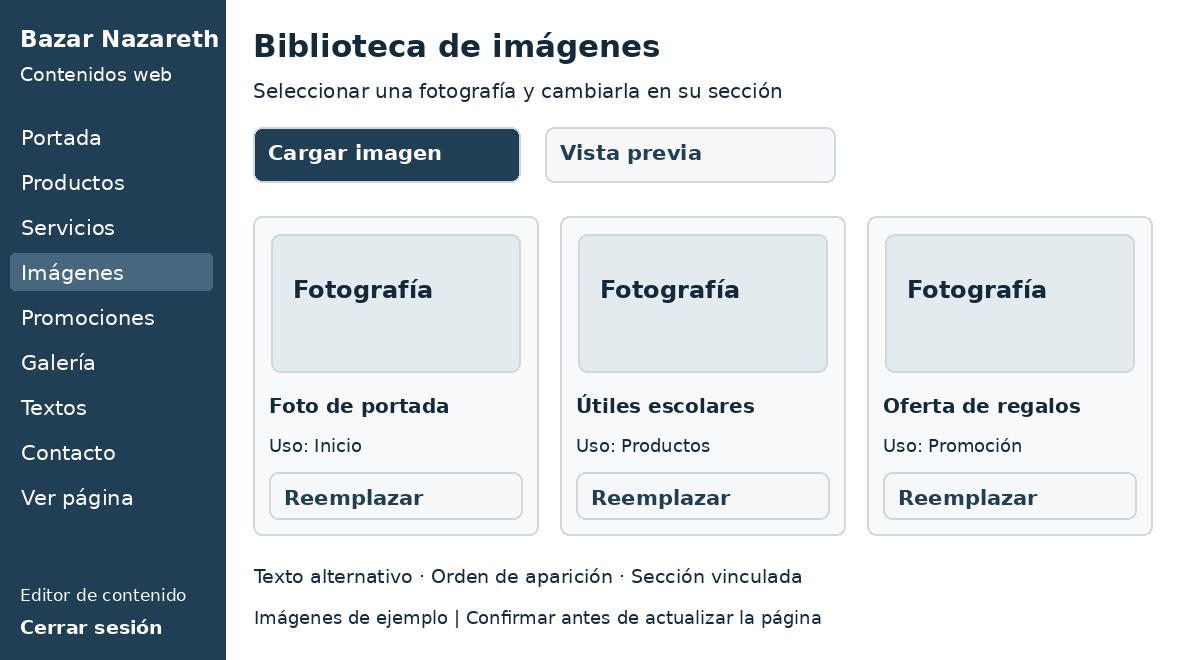 Bazar Nazareth
Contenidos web
Portada
Productos
Servicios
Imágenes
Promociones
Galería
Textos
Contacto
Ver página
Editor de contenido
Cerrar sesión
Biblioteca de imágenes
Seleccionar una fotografía y cambiarla en su sección
Cargar imagen
Vista previa
Fotografía
Foto de portada
Uso: Inicio
Reemplazar
Fotografía
Útiles escolares
Uso: Productos
Reemplazar
Fotografía
Oferta de regalos
Uso: Promoción
Reemplazar
Texto alternativo · Orden de aparición · Sección vinculada
Imágenes de ejemplo | Confirmar antes de actualizar la página